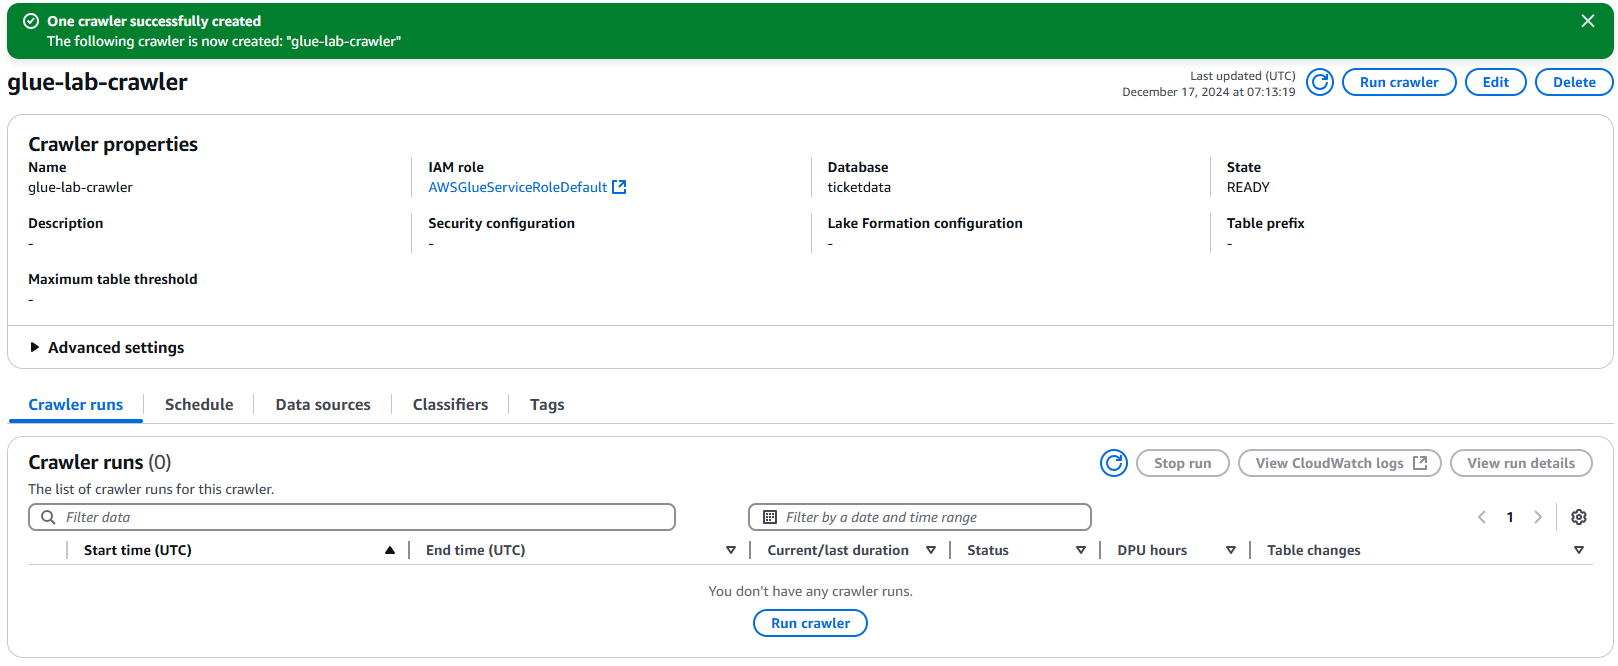 One crawler successfully created
The following crawler is now created: "glue-lab-crawler"
glue-lab-crawler
Last updated (UTC)
December 17, 2024 at 07:13:19
Run crawler
Edit
Delete
Crawler properties
Name
glue-lab-crawler
IAM role
AWSGlueServiceRoleDefault
Database
ticketdata
State
READY
Description
-
Security configuration
-
Lake Formation configuration
-
Table prefix
-
Maximum table threshold
-
Advanced settings
Crawler runs
Schedule
Data sources
Classifiers
Tags
Crawler runs (0)
The list of crawler runs for this crawler.
Stop run
View CloudWatch logs
View run details
Filter data
Filter by a date and time range
1
Start time (UTC)
End time (UTC)
Current/last duration
Status
DPU hours
Table changes
You don't have any crawler runs.
Run crawler